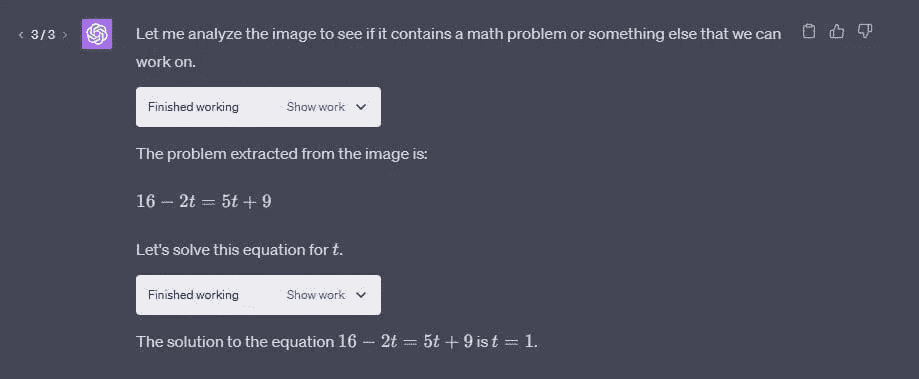 < 3/3 > Let me analyze the image to see if it contains a math problem or something else that we can
work on.
Finished working Show work
The problem extracted from the image is:
16 − 2t = 5t + 9
Let's solve this equation for t.
Finished working Show work
The solution to the equation 16 − 2t = 5t + 9 is t = 1.